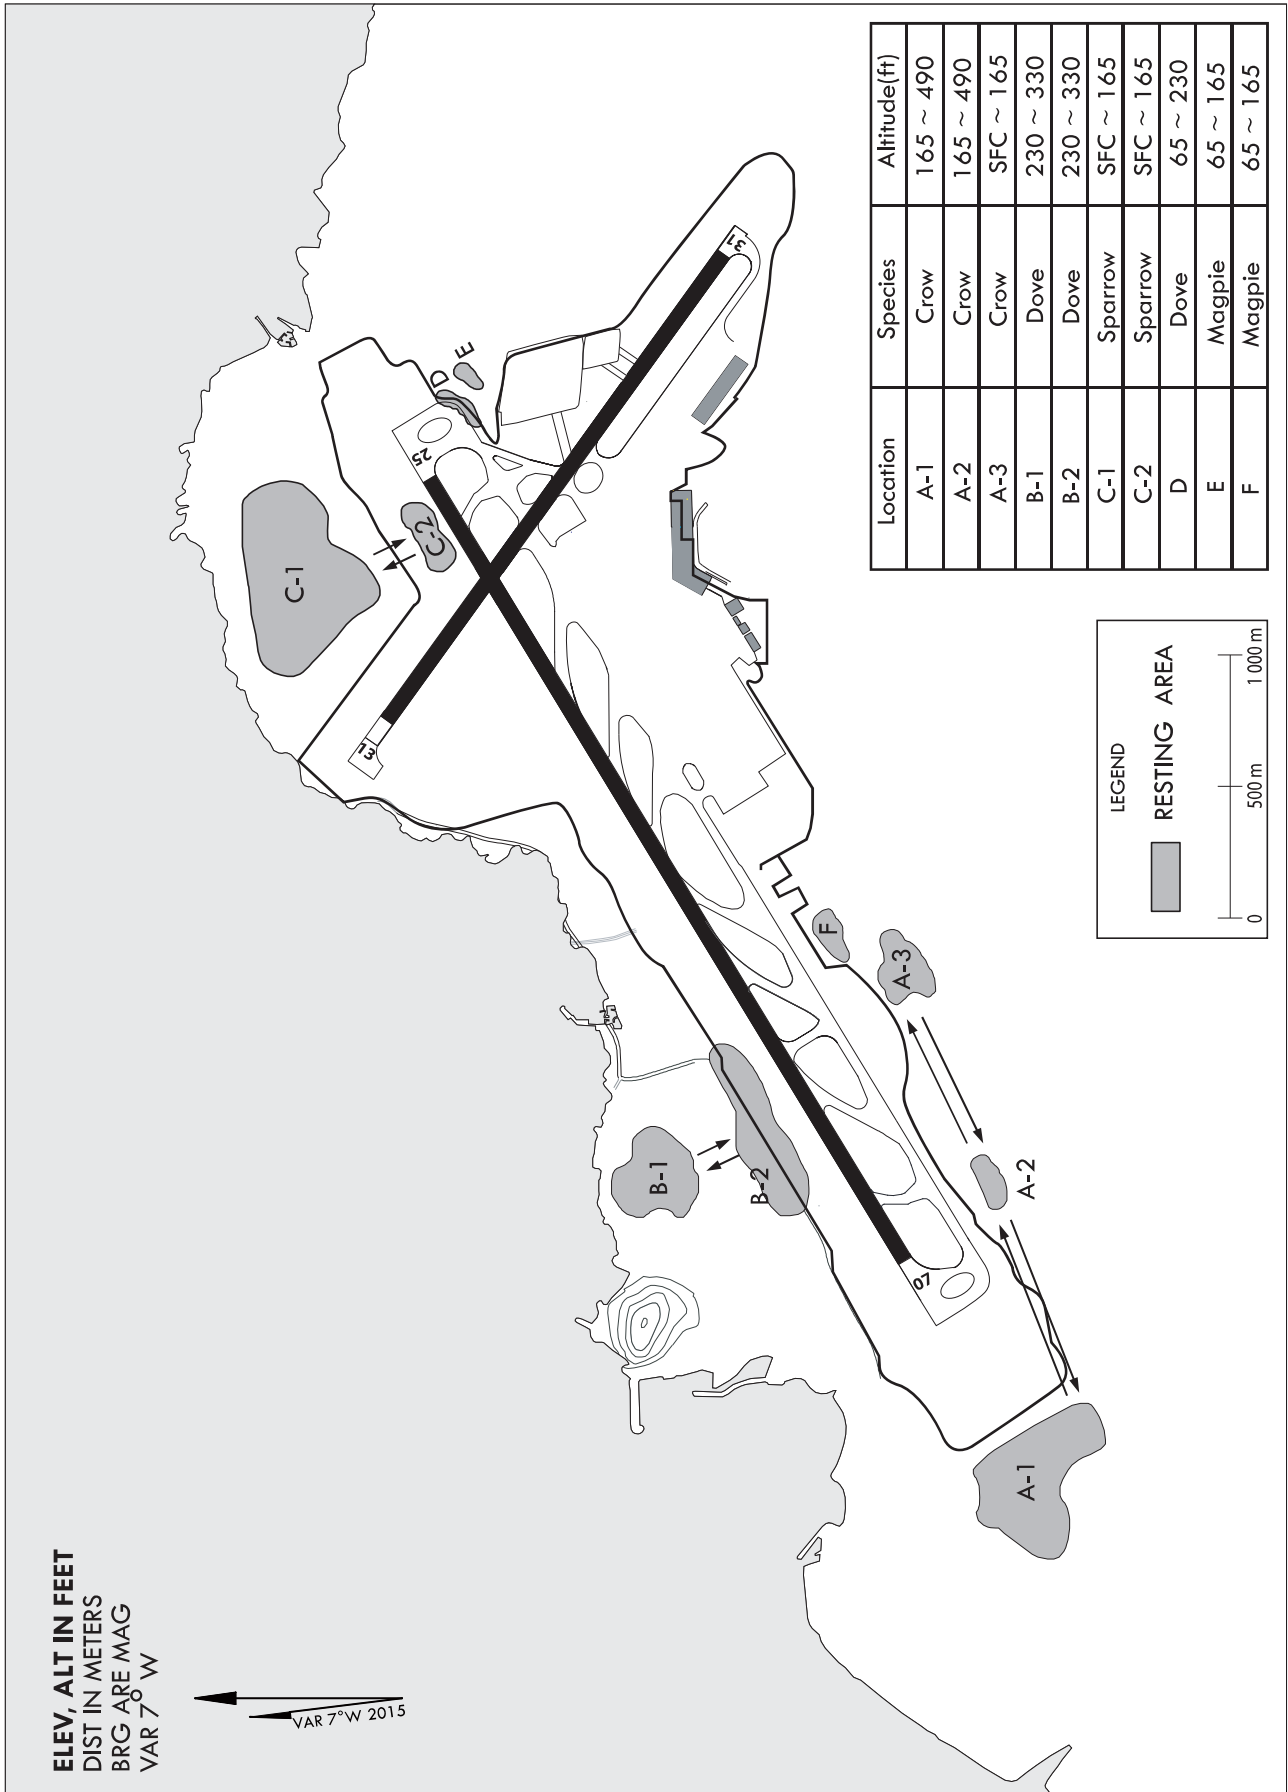 ELEV, ALT IN FEET
DIST IN METERS
BRG ARE MAG
VAR 7° W
VAR 7°W 2015
C-1
C-2
25
D
E
13
31
B-1
B-2
F
A-3
07
A-2
A-1
LEGEND
RESTING AREA
0 500 m 1 000 m
Location Species Altitude(ft)
A-1 Crow 165 ~ 490
A-2 Crow 165 ~ 490
A-3 Crow SFC ~ 165
B-1 Dove 230 ~ 330
B-2 Dove 230 ~ 330
C-1 Sparrow SFC ~ 165
C-2 Sparrow SFC ~ 165
D Dove 65 ~ 230
E Magpie 65 ~ 165
F Magpie 65 ~ 165